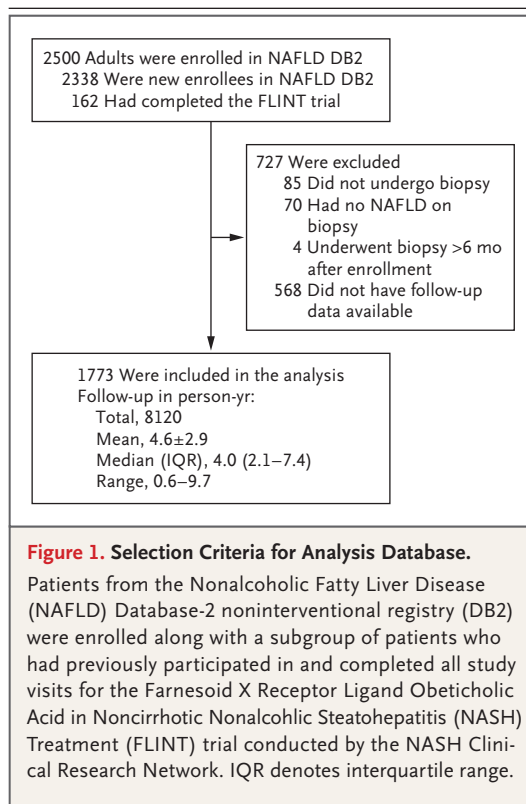 2500 Adults were enrolled in NAFLD DB2
2338 Were new enrollees in NAFLD DB2
162 Had completed the FLINT trial
727 Were excluded
85 Did not undergo biopsy
70 Had no NAFLD on
biopsy
4 Underwent biopsy >6 mo
after enrollment
568 Did not have follow-up
data available
1773 Were included in the analysis
Follow-up in person-yr:
Total, 8120
Mean, 4.6±2.9
Median (IQR), 4.0 (2.1–7.4)
Range, 0.6–9.7
Figure 1. Selection Criteria for Analysis Database.
Patients from the Nonalcoholic Fatty Liver Disease
(NAFLD) Database-2 noninterventional registry (DB2)
were enrolled along with a subgroup of patients who
had previously participated in and completed all study
visits for the Farnesoid X Receptor Ligand Obeticholic
Acid in Noncirrhotic Nonalcohlic Steatohepatitis (NASH)
Treatment (FLINT) trial conducted by the NASH Clini-
cal Research Network. IQR denotes interquartile range.